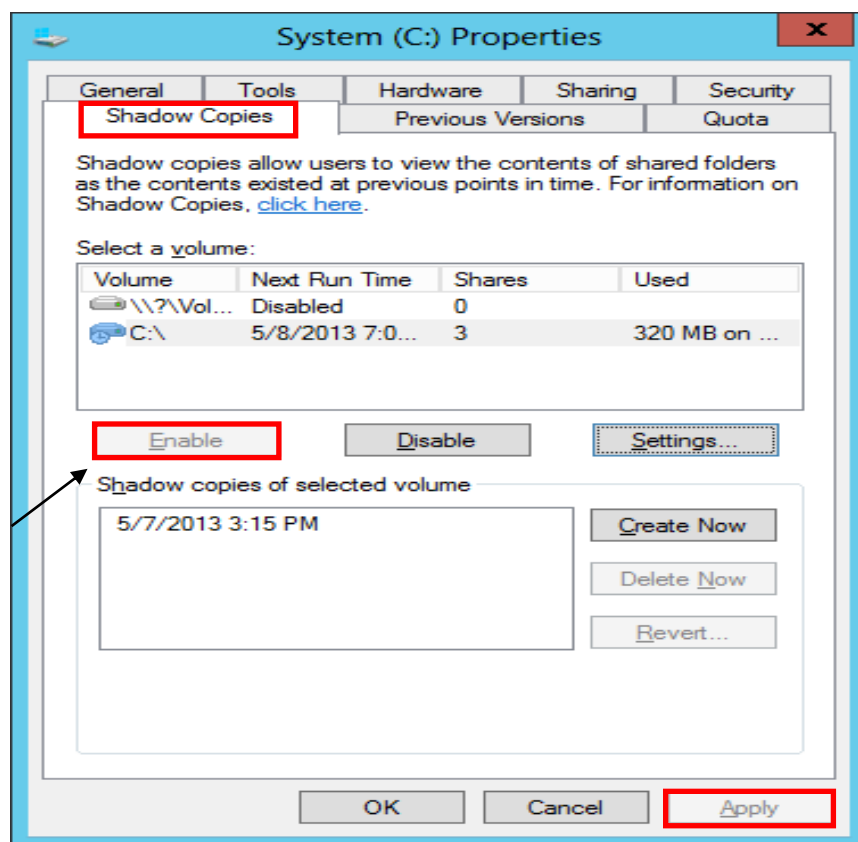 System (C:) Properties
x
General Tools Hardware Sharing Security
Shadow Copies Previous Versions Quota
Shadow copies allow users to view the contents of shared folders
as the contents existed at previous points in time. For information on
Shadow Copies, click here.
Select a volume:
Volume Next Run Time Shares Used
\\?\Vol... Disabled 0
C:\ 5/8/2013 7:0... 3 320 MB on ...
Enable Disable Settings...
Shadow copies of selected volume
5/7/2013 3:15 PM
Create Now
Delete Now
Revert...
OK Cancel Apply